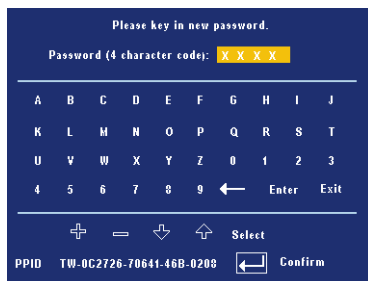 Please key in new password.
Password (4 character code): X X X X
A B C D E F G H I J
K L M N O P Q R S T
U V W X Y Z 0 1 2 3
4 5 6 7 8 9 ← Enter Exit
Select
PPID TW-0C2726-70641-46B-0208 Confirm